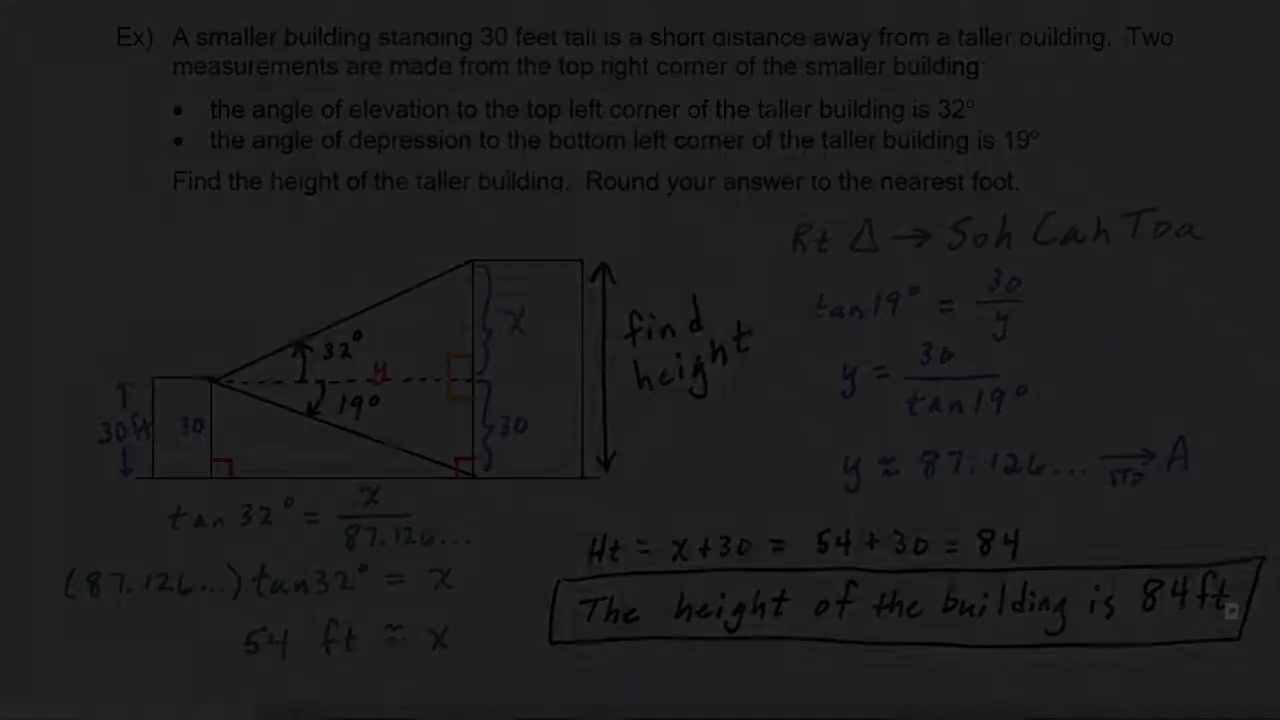 Ex) A smaller building standing 30 feet tall is a short distance away from a taller building. Two
measurements are made from the top right corner of the smaller building
• the angle of elevation to the top left corner of the taller building is 32°
• the angle of depression to the bottom left corner of the taller building is 19°
Find the height of the taller building. Round your answer to the nearest foot.
Rt Δ → Soh Cah Toa
tan 19° = 30/y
y = 30/tan 19°
y ≈ 87.126... → STO A
x
32°
y
find
height
19°
30 ft
30
30
tan 32° = x/87.126...
(87.126...) tan 32° = x
54 ft ≈ x
Ht = x + 30 = 54 + 30 = 84
The height of the building is 84 ft.